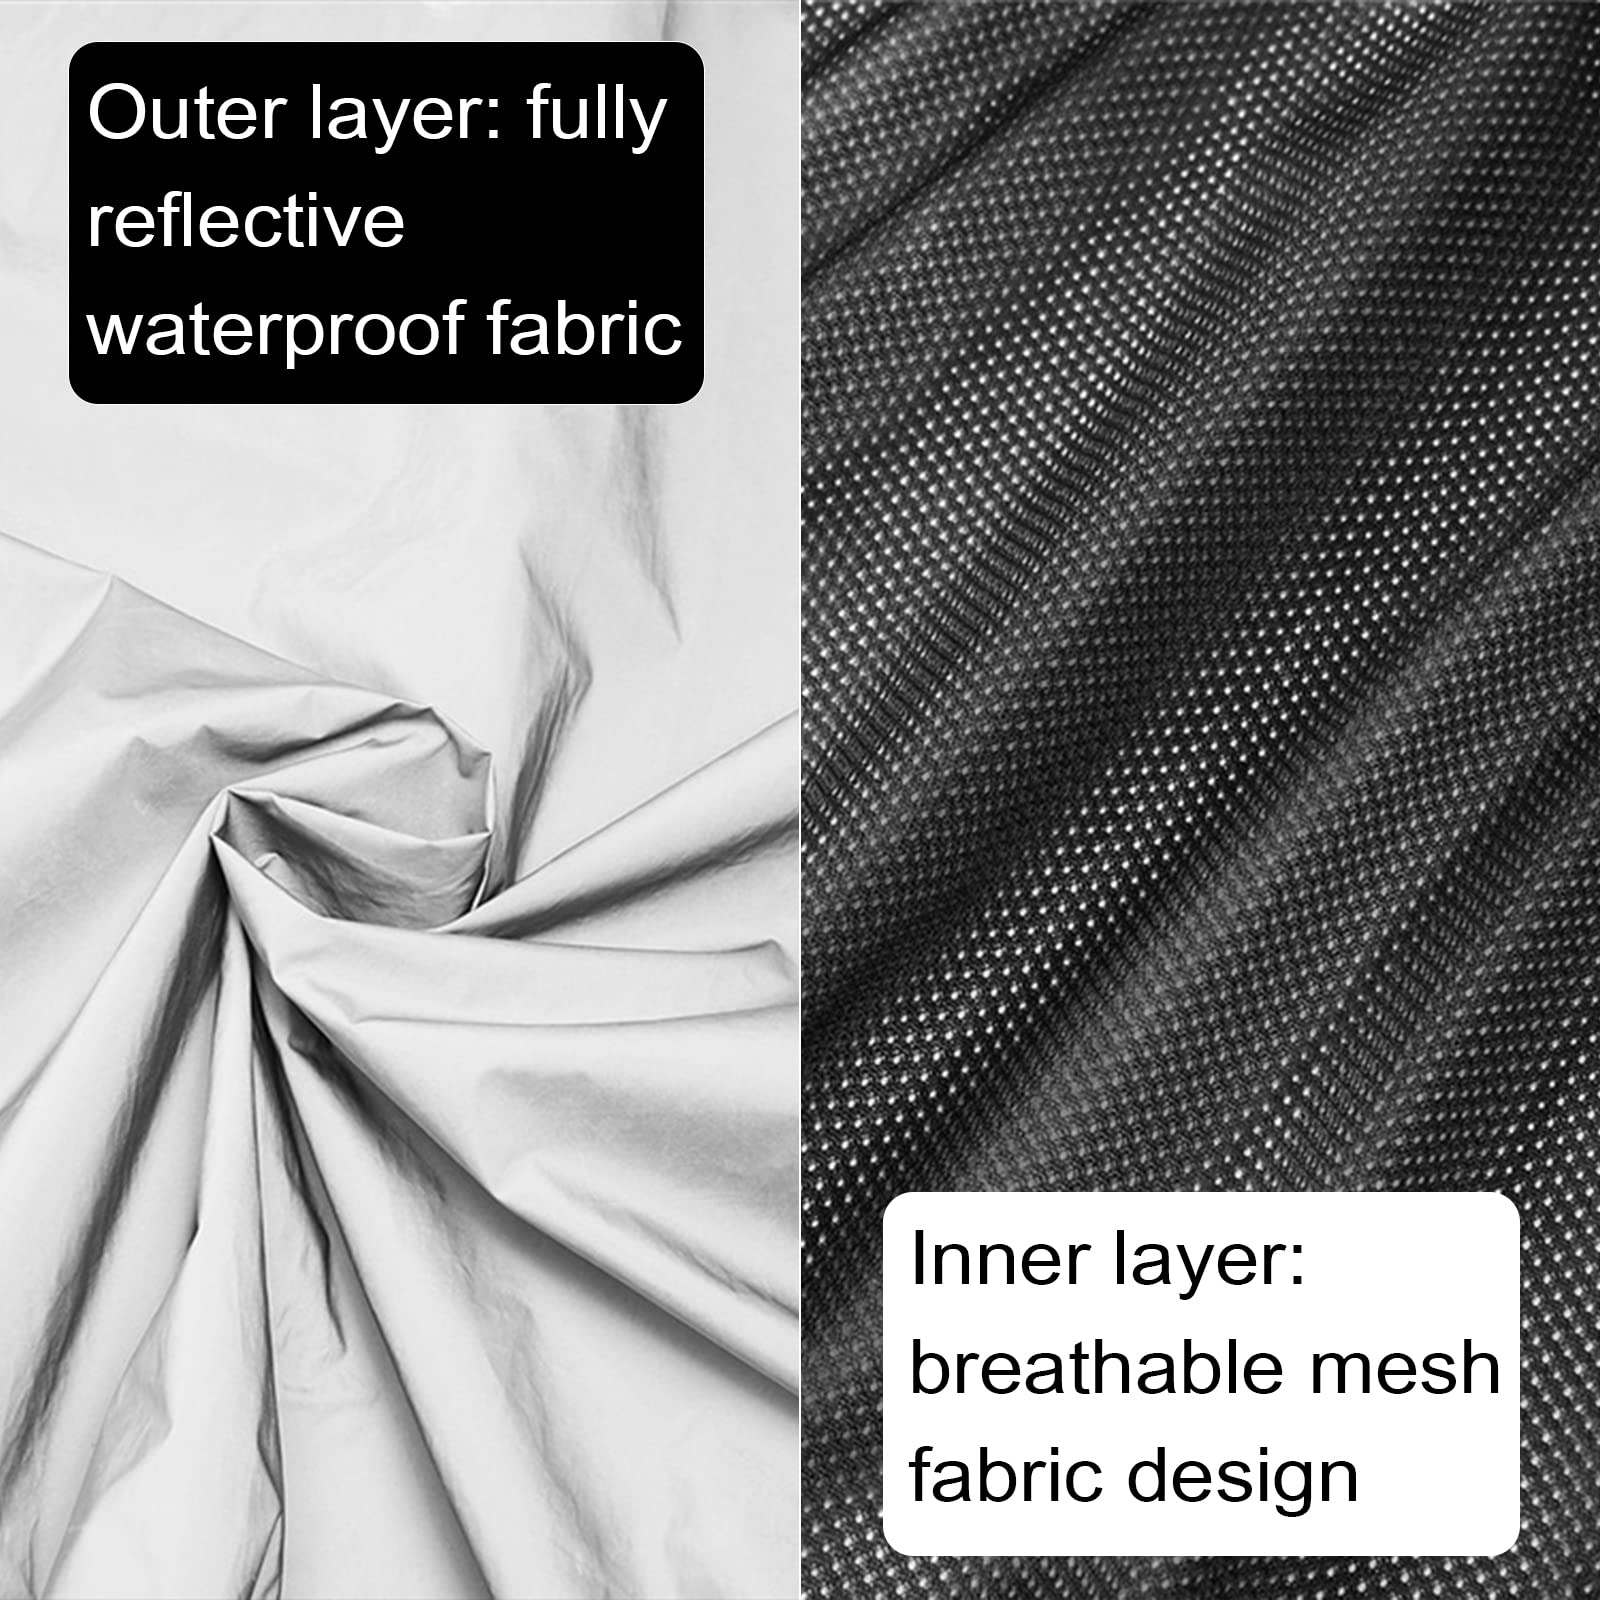 Outer layer: fully
reflective
waterproof fabric
Inner layer:
breathable mesh
fabric design